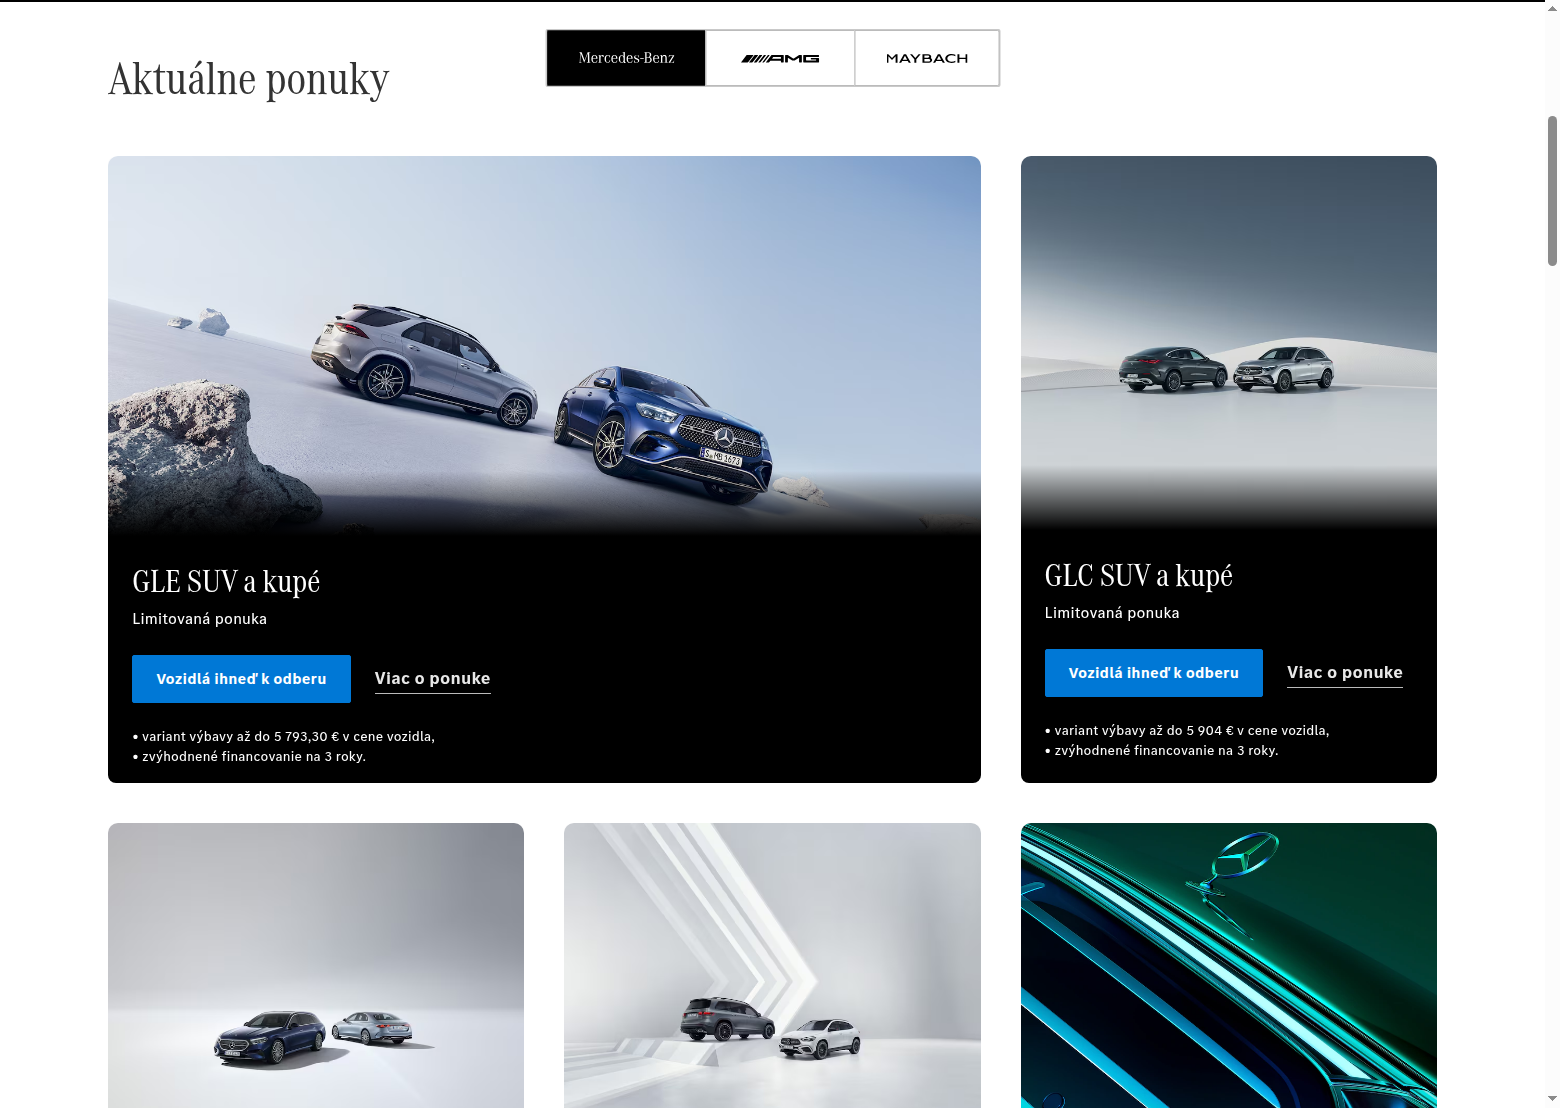 Aktuálne ponuky
Mercedes-Benz
AMG
MAYBACH
GLE SUV a kupé
Limitovaná ponuka
Vozidlá ihneď k odberu
Viac o ponuke
• variant výbavy až do 5 793,30 € v cene vozidla,
• zvýhodnené financovanie na 3 roky.
GLC SUV a kupé
Limitovaná ponuka
Vozidlá ihneď k odberu
Viac o ponuke
• variant výbavy až do 5 904 € v cene vozidla,
• zvýhodnené financovanie na 3 roky.